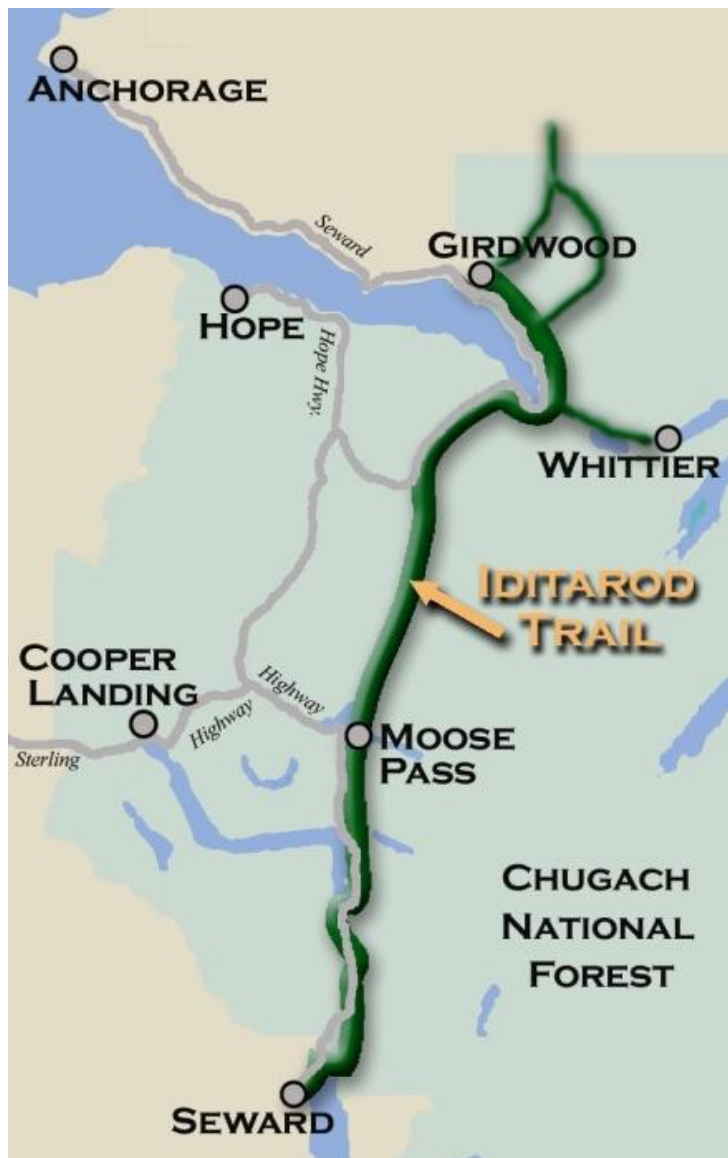 ANCHORAGE
Seward
GIRDWOOD
HOPE
Hope Hwy.
WHITTIER
IDITAROD
TRAIL
COOPER
LANDING
Highway
Highway
Sterling
MOOSE
PASS
CHUGACH
NATIONAL
FOREST
SEWARD